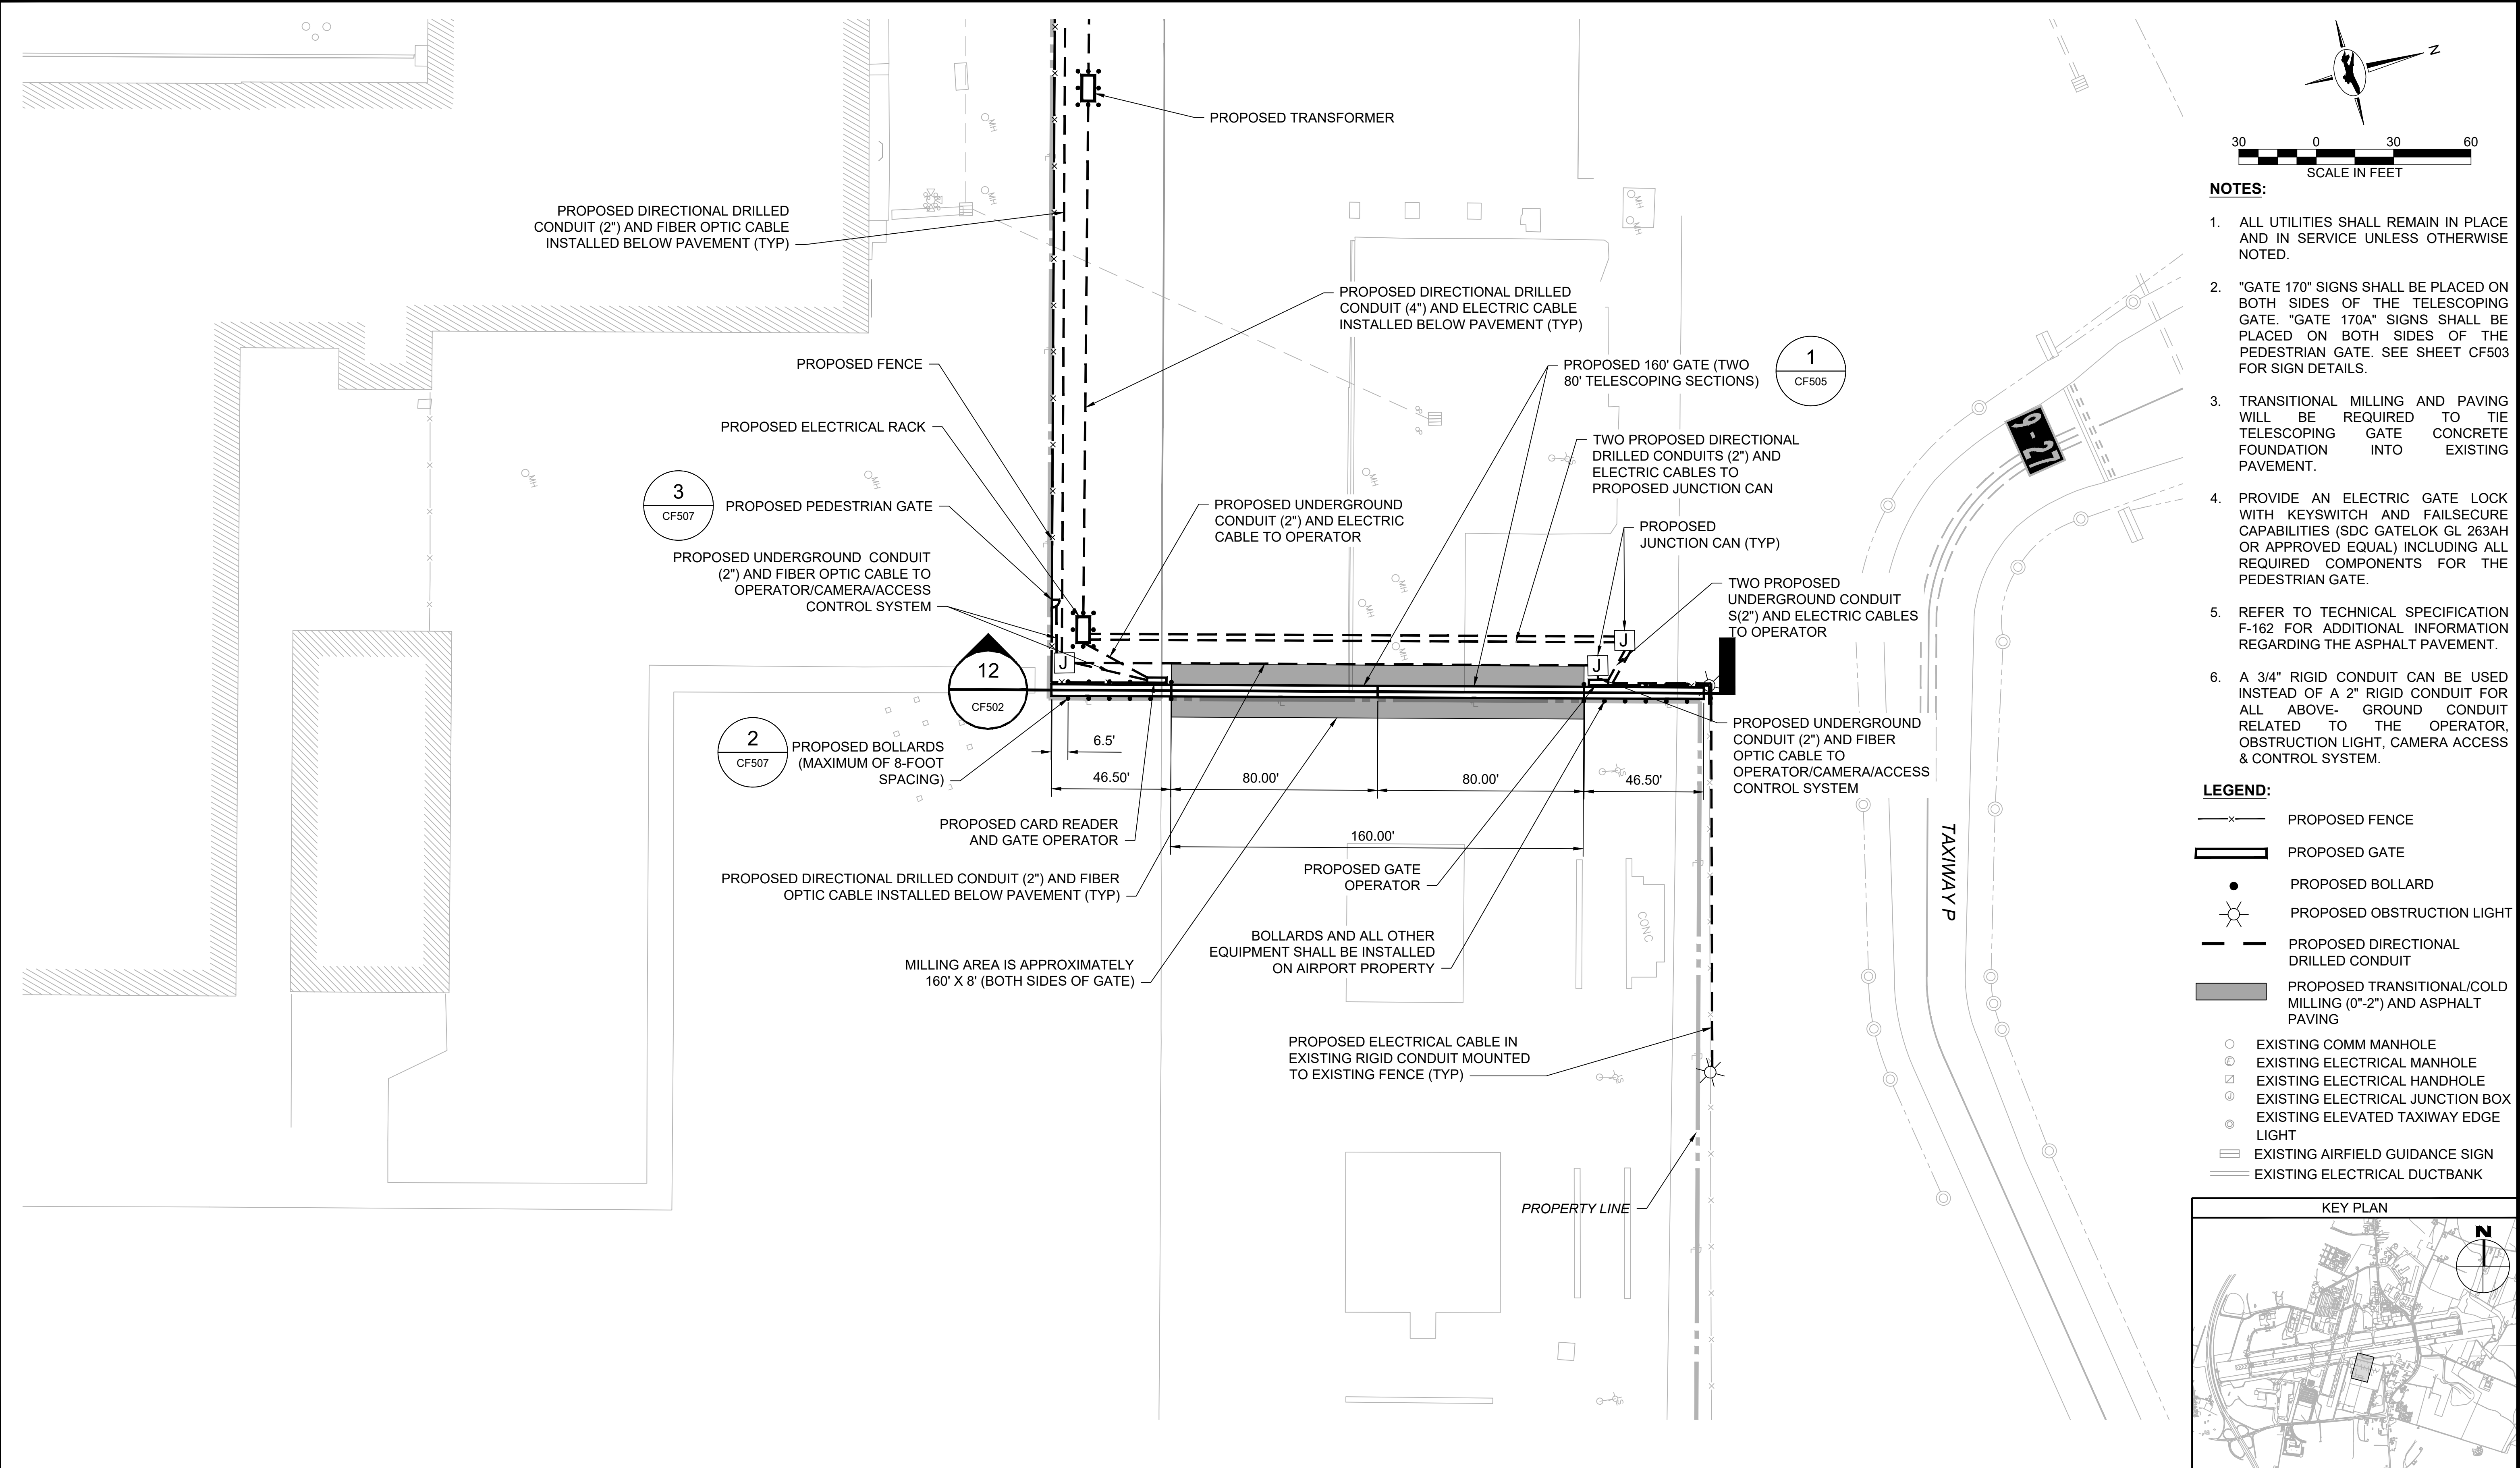 PROPOSED TRANSFORMER
PROPOSED DIRECTIONAL DRILLED
CONDUIT (2") AND FIBER OPTIC CABLE
INSTALLED BELOW PAVEMENT (TYP)
PROPOSED DIRECTIONAL DRILLED
CONDUIT (4") AND ELECTRIC CABLE
INSTALLED BELOW PAVEMENT (TYP)
PROPOSED FENCE
PROPOSED 160' GATE (TWO
80' TELESCOPING SECTIONS)
1
CF505
PROPOSED ELECTRICAL RACK
TWO PROPOSED DIRECTIONAL
DRILLED CONDUITS (2") AND
ELECTRIC CABLES TO
PROPOSED JUNCTION CAN
3
CF507
PROPOSED PEDESTRIAN GATE
PROPOSED UNDERGROUND
CONDUIT (2") AND ELECTRIC
CABLE TO OPERATOR
PROPOSED
JUNCTION CAN (TYP)
PROPOSED UNDERGROUND CONDUIT
(2") AND FIBER OPTIC CABLE TO
OPERATOR/CAMERA/ACCESS
CONTROL SYSTEM
TWO PROPOSED
UNDERGROUND CONDUIT
S(2") AND ELECTRIC CABLES
TO OPERATOR
J
J
J
12
CF502
2
CF507
PROPOSED BOLLARDS
(MAXIMUM OF 8-FOOT
SPACING)
6.5'
46.50'
80.00'
80.00'
46.50'
160.00'
PROPOSED UNDERGROUND
CONDUIT (2") AND FIBER
OPTIC CABLE TO
OPERATOR/CAMERA/ACCESS
CONTROL SYSTEM
PROPOSED CARD READER
AND GATE OPERATOR
PROPOSED DIRECTIONAL DRILLED CONDUIT (2") AND FIBER
OPTIC CABLE INSTALLED BELOW PAVEMENT (TYP)
PROPOSED GATE
OPERATOR
MILLING AREA IS APPROXIMATELY
160' X 8' (BOTH SIDES OF GATE)
BOLLARDS AND ALL OTHER
EQUIPMENT SHALL BE INSTALLED
ON AIRPORT PROPERTY
CONC
PROPOSED ELECTRICAL CABLE IN
EXISTING RIGID CONDUIT MOUNTED
TO EXISTING FENCE (TYP)
PROPERTY LINE
TAXIWAY P
9 - 27
MH
MH
MH
MH
MH
MH
MH
MH
MH
MH
N
30 0 30 60
SCALE IN FEET
NOTES:
1. ALL UTILITIES SHALL REMAIN IN PLACE
AND IN SERVICE UNLESS OTHERWISE
NOTED.
2. "GATE 170" SIGNS SHALL BE PLACED ON
BOTH SIDES OF THE TELESCOPING
GATE. "GATE 170A" SIGNS SHALL BE
PLACED ON BOTH SIDES OF THE
PEDESTRIAN GATE. SEE SHEET CF503
FOR SIGN DETAILS.
3. TRANSITIONAL MILLING AND PAVING
WILL BE REQUIRED TO TIE
TELESCOPING GATE CONCRETE
FOUNDATION INTO EXISTING
PAVEMENT.
4. PROVIDE AN ELECTRIC GATE LOCK
WITH KEYSWITCH AND FAILSECURE
CAPABILITIES (SDC GATELOK GL 263AH
OR APPROVED EQUAL) INCLUDING ALL
REQUIRED COMPONENTS FOR THE
PEDESTRIAN GATE.
5. REFER TO TECHNICAL SPECIFICATION
F-162 FOR ADDITIONAL INFORMATION
REGARDING THE ASPHALT PAVEMENT.
6. A 3/4" RIGID CONDUIT CAN BE USED
INSTEAD OF A 2" RIGID CONDUIT FOR
ALL ABOVE- GROUND CONDUIT
RELATED TO THE OPERATOR,
OBSTRUCTION LIGHT, CAMERA ACCESS
& CONTROL SYSTEM.
LEGEND:
PROPOSED FENCE
PROPOSED GATE
PROPOSED BOLLARD
PROPOSED OBSTRUCTION LIGHT
PROPOSED DIRECTIONAL
DRILLED CONDUIT
PROPOSED TRANSITIONAL/COLD
MILLING (0"-2") AND ASPHALT
PAVING
EXISTING COMM MANHOLE
EXISTING ELECTRICAL MANHOLE
EXISTING ELECTRICAL HANDHOLE
EXISTING ELECTRICAL JUNCTION BOX
EXISTING ELEVATED TAXIWAY EDGE
LIGHT
EXISTING AIRFIELD GUIDANCE SIGN
EXISTING ELECTRICAL DUCTBANK
KEY PLAN
N